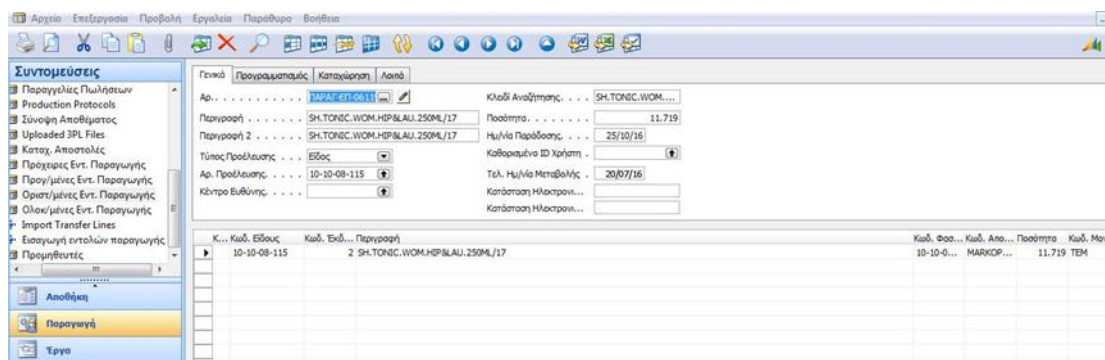 Αρχείο Επεξεργασία Προβολή Εργαλεία Παράθυρο Βοήθεια
Συντομεύσεις
Παραγγελίες Πωλήσεων
Production Protocols
Σύνοψη Αποθέματος
Uploaded 3PL Files
Καταχ. Αποστολές
Πρόχειρες Εντ. Παραγωγής
Προγ/μένες Εντ. Παραγωγής
Οριστ/μένες Εντ. Παραγωγής
Ολοκ/μένες Εντ. Παραγωγής
Import Transfer Lines
Εισαγωγή εντολών παραγωγής
Προμηθευτές
Αποθήκη
Παραγωγή
Έργα
Γενικά Προγραμματισμός Καταχώρηση Λοιπά
Αρ. . . . . . . . . . . . ΠΑΡΑΓ-ΕΠ-0611
Περιγραφή . . . . . . . SH.TONIC.WOM.HIP&LAU.250ML/17
Περιγραφή 2 . . . . . . SH.TONIC.WOM.HIP&LAU.250ML/17
Τύπος Προέλευσης . . . Είδος
Αρ. Προέλευσης. . . . . 10-10-08-115
Κέντρο Ευθύνης. . . . .
Κλειδί Αναζήτησης. . . . SH.TONIC.WOM....
Ποσότητα. . . . . . . . 11.719
Ημ/νία Παράδοσης. . . . 25/10/16
Καθορισμένο ID Χρήστη .
Τελ. Ημ/νία Μεταβολής . 20/07/16
Κατάσταση Ηλεκτρονι...
Κατάσταση Ηλεκτρονι...
Κ... Κωδ. Είδους Κωδ. Έκδ... Περιγραφή Κωδ. Φασ... Κωδ. Απο... Ποσότητα Κωδ. Μον
10-10-08-115 2 SH.TONIC.WOM.HIP&LAU.250ML/17 10-10-0... MARKOP... 11.719 ΤΕΜ